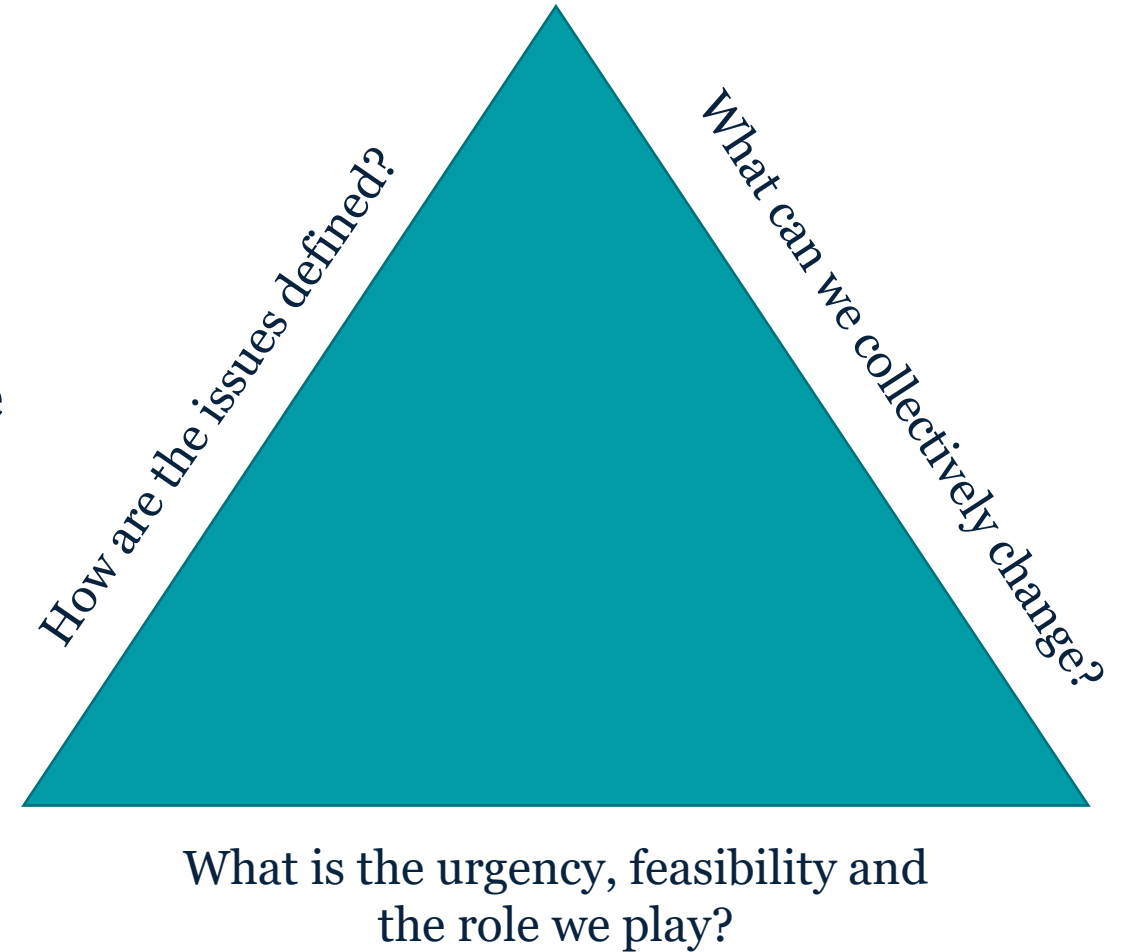 How are the issues defined?
What can we collectively change?
What is the urgency, feasibility and
the role we play?